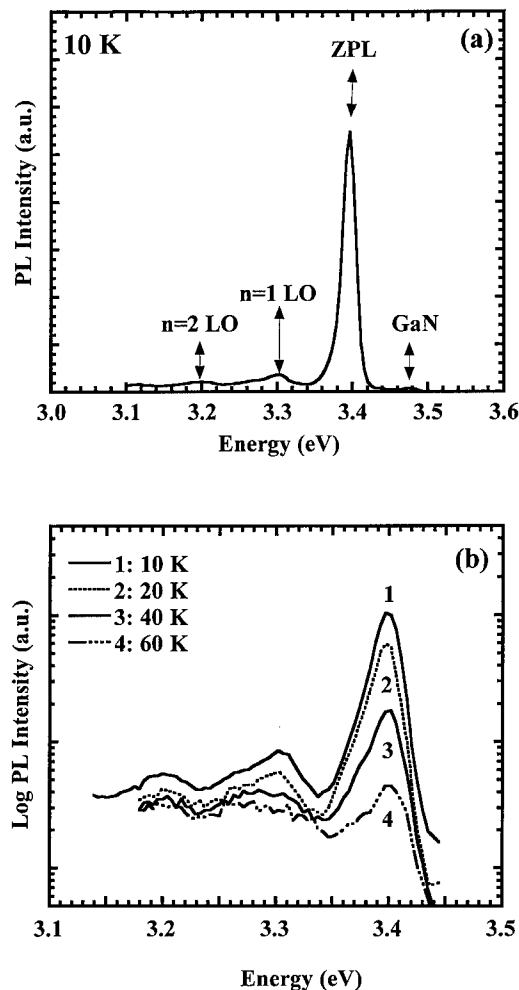 10 K
ZPL
(a)
PL Intensity (a.u.)
n=1 LO
n=2 LO
GaN
3.0 3.1 3.2 3.3 3.4 3.5 3.6
Energy (eV)
(b)
1: 10 K
2: 20 K
3: 40 K
4: 60 K
1
2
3
4
Log PL Intensity (a.u.)
3.1 3.2 3.3 3.4 3.5
Energy (eV)